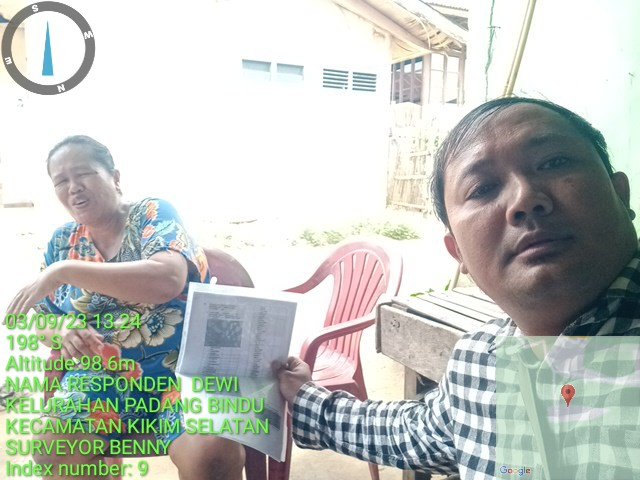 S
W
E
N
03/09/23 13.24
198° S
Altitude:98.6m
NAMA RESPONDEN DEWI
KELURAHAN PADANG BINDU
KECAMATAN KIKIM SELATAN
SURVEYOR BENNY
Index number: 9
Google